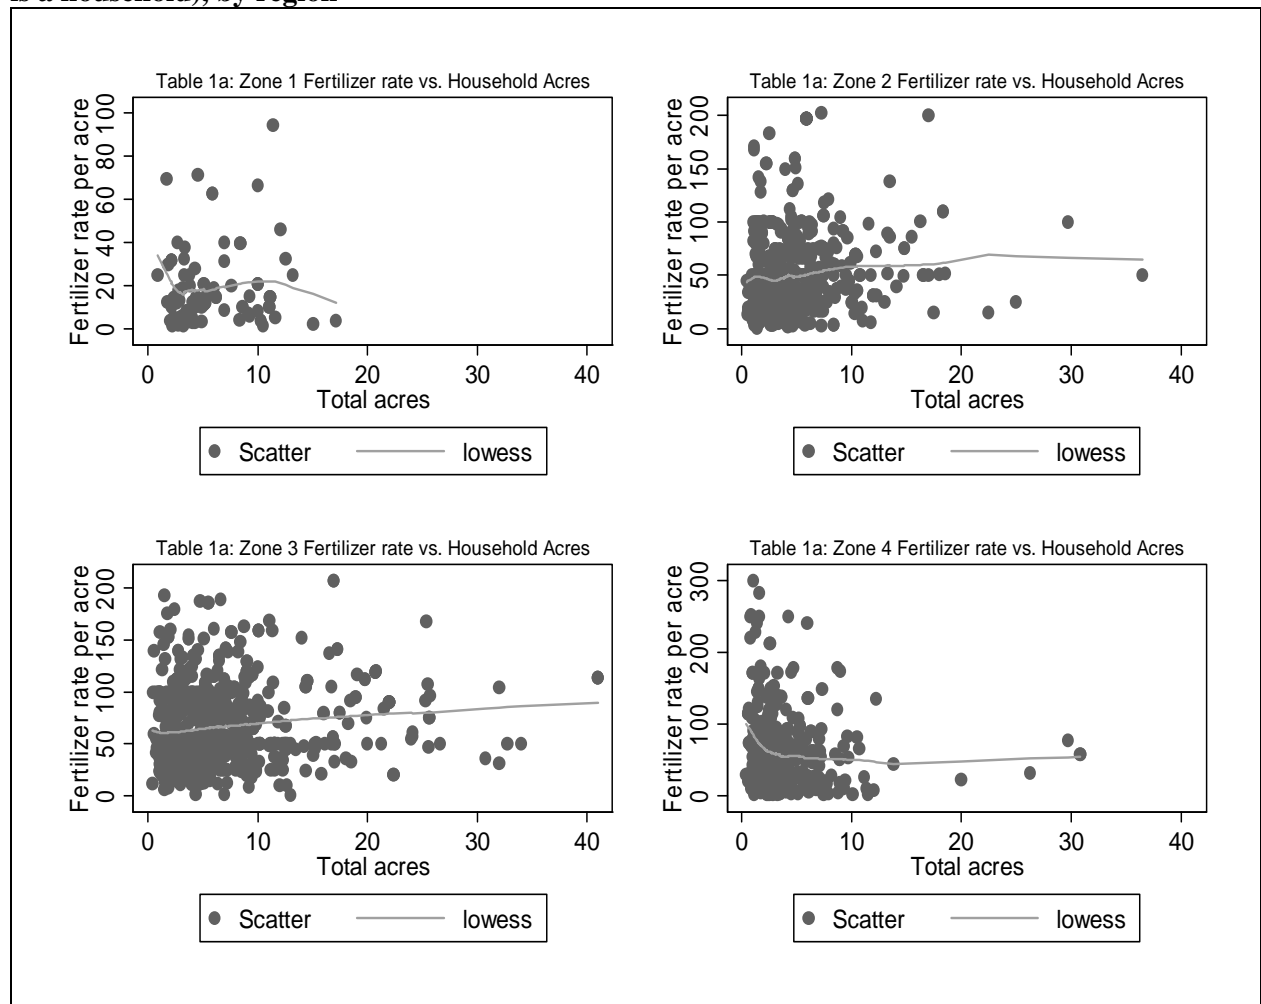 is a household), by region
Table 1a: Zone 1 Fertilizer rate vs. Household Acres
Fertilizer rate per acre
0 20 40 60 80 100
0 10 20 30 40
Total acres
Scatter lowess
Table 1a: Zone 2 Fertilizer rate vs. Household Acres
Fertilizer rate per acre
0 50 100 150 200
0 10 20 30 40
Total acres
Scatter lowess
Table 1a: Zone 3 Fertilizer rate vs. Household Acres
Fertilizer rate per acre
0 50 100 150 200
0 10 20 30 40
Total acres
Scatter lowess
Table 1a: Zone 4 Fertilizer rate vs. Household Acres
Fertilizer rate per acre
0 100 200 300
0 10 20 30 40
Total acres
Scatter lowess